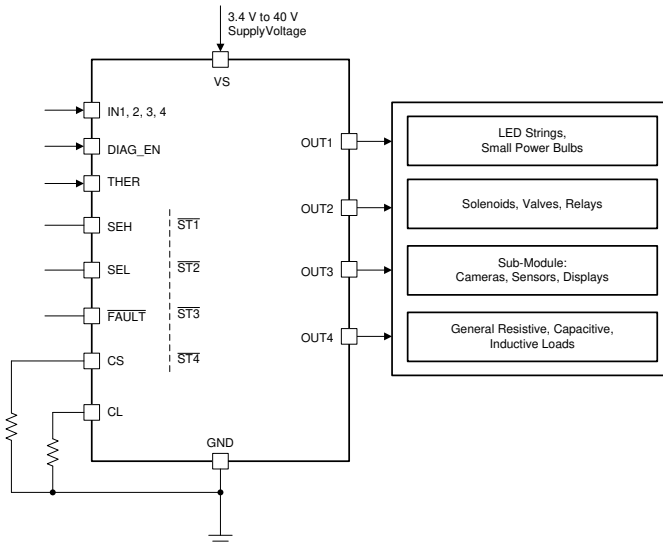 3.4 V to 40 V
SupplyVoltage
VS
IN1, 2, 3, 4
DIAG_EN
THER
SEH
SEL
FAULT
CS
CL
ST1
ST2
ST3
ST4
OUT1
OUT2
OUT3
OUT4
GND
LED Strings,
Small Power Bulbs
Solenoids, Valves, Relays
Sub-Module:
Cameras, Sensors, Displays
General Resistive, Capacitive,
Inductive Loads